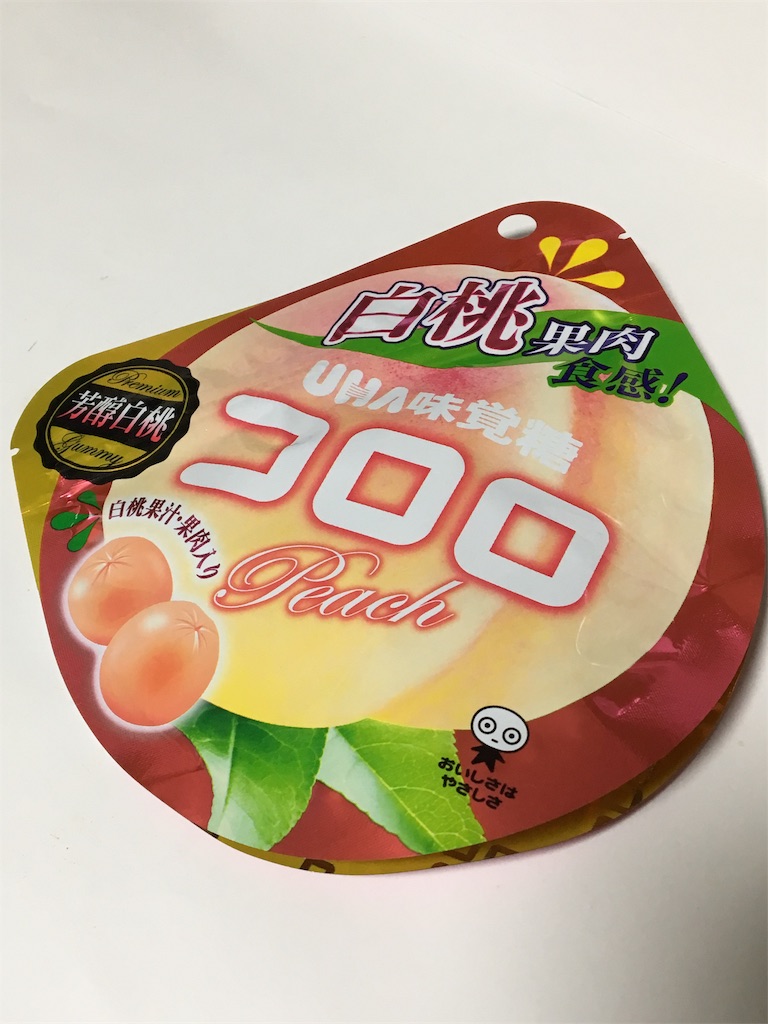 白桃果肉
食感!
UHA味覚糖
コロロ
Peach
Premium
芳醇白桃
Gummy
白桃果汁・果肉入り
おいしさは
やさしさ